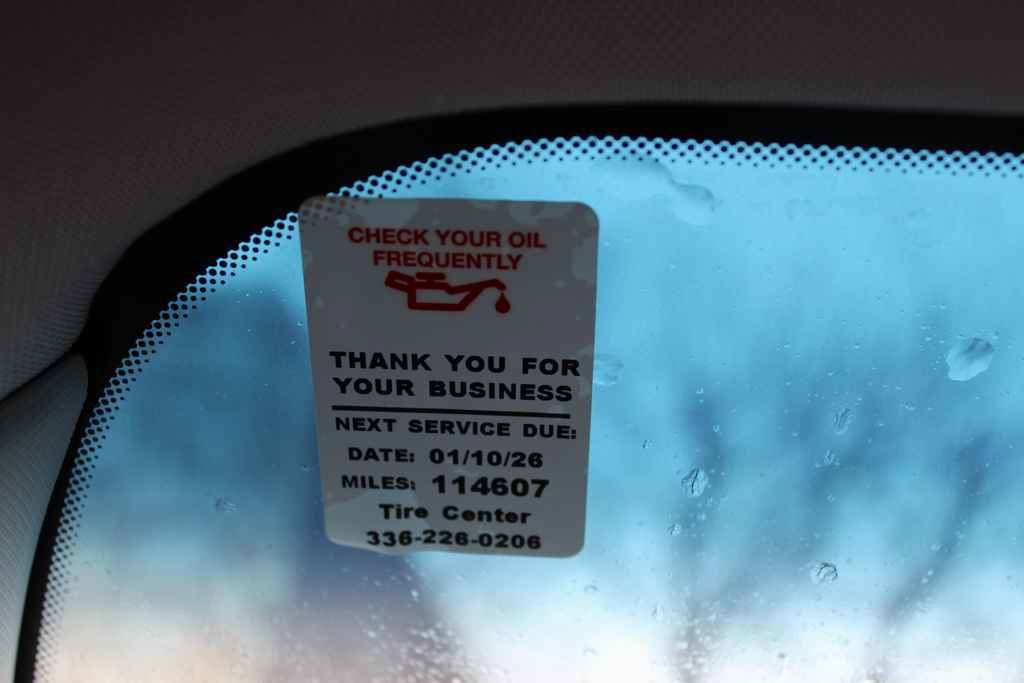 CHECK YOUR OIL
FREQUENTLY
THANK YOU FOR
YOUR BUSINESS
NEXT SERVICE DUE:
DATE: 01/10/26
MILES: 114607
Tire Center
336-226-0206